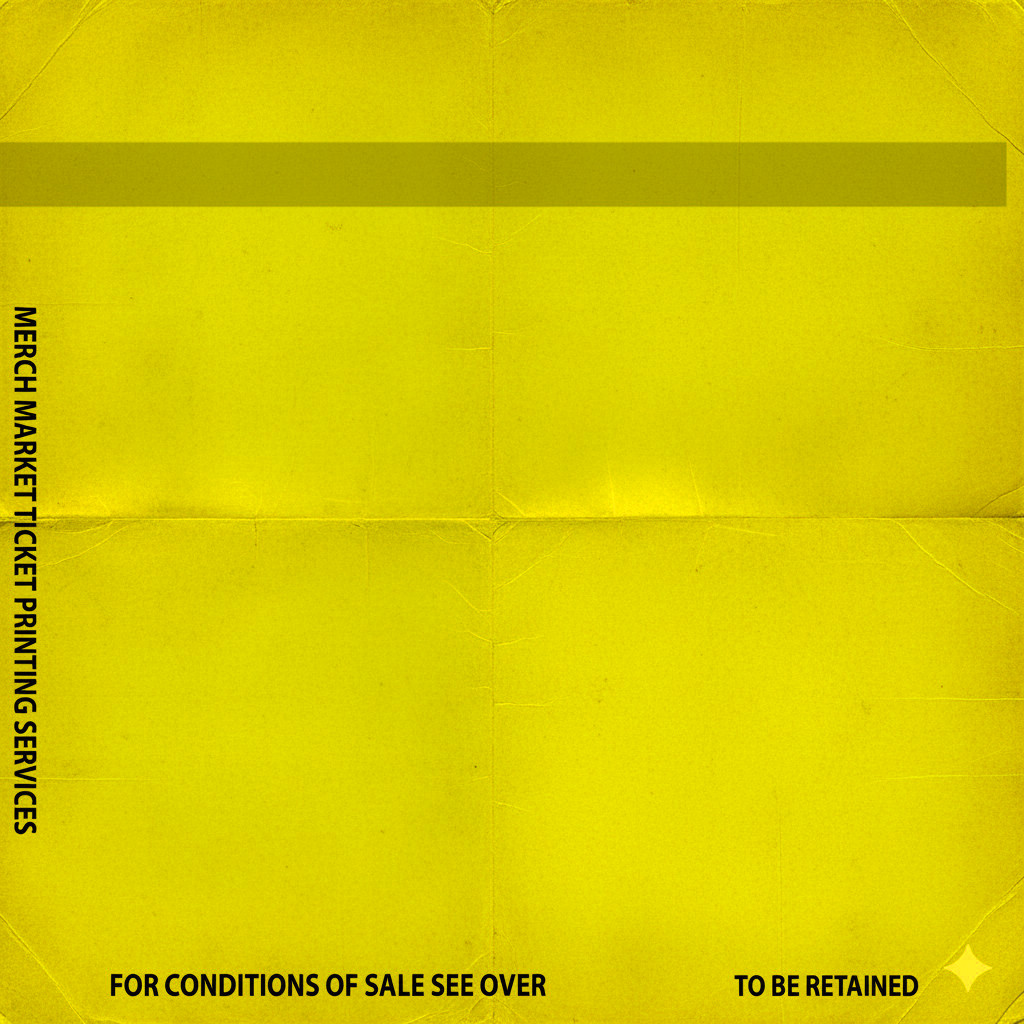 MERCH MARKET TICKET PRINTING SERVICES
FOR CONDITIONS OF SALE SEE OVER
TO BE RETAINED